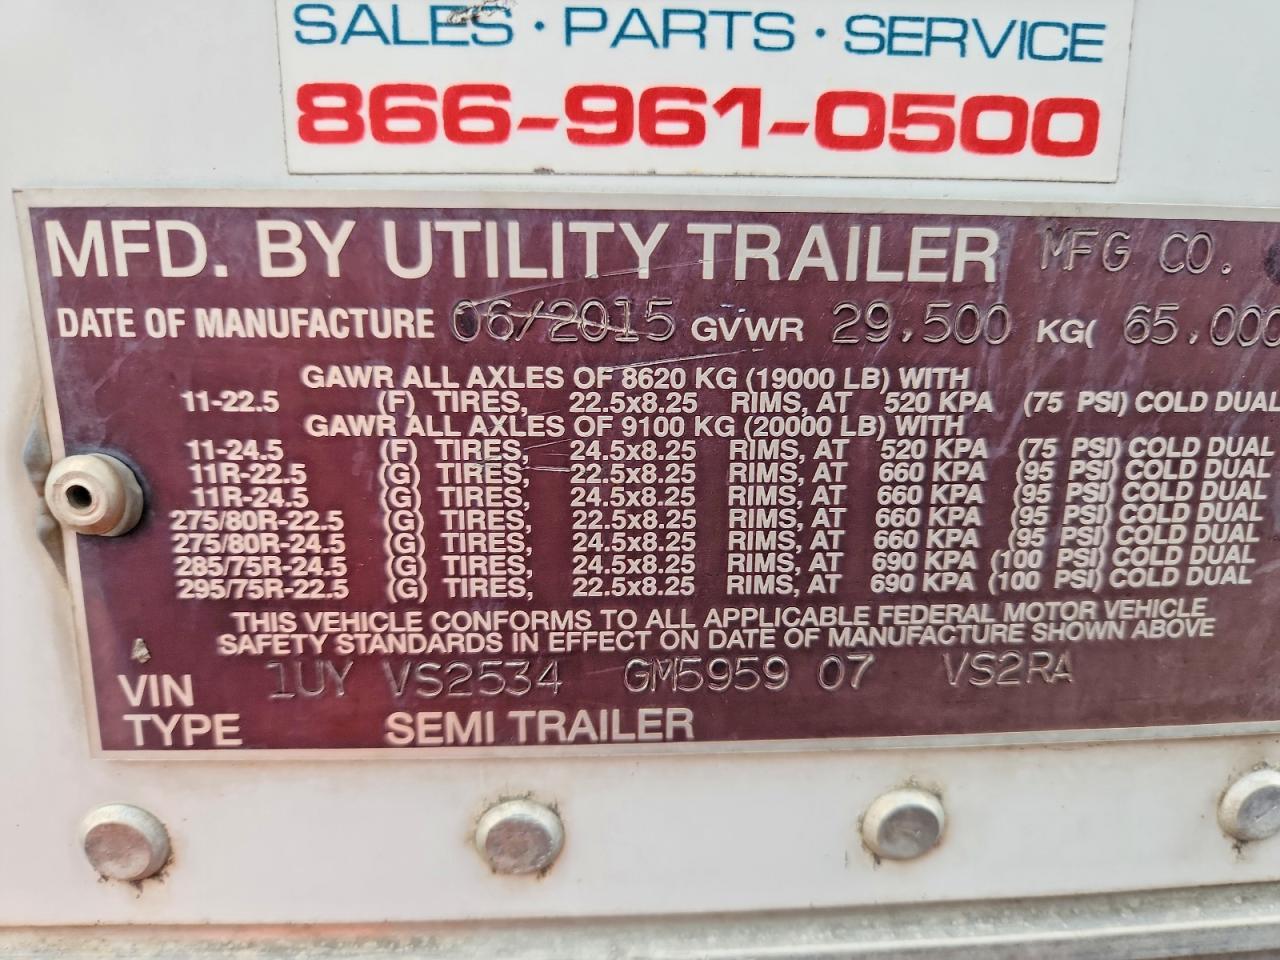 SALES · PARTS · SERVICE
866-961-0500
MFD. BY UTILITY TRAILER MFG CO.
DATE OF MANUFACTURE 06/2015 GVWR 29,500 KG( 65,000
GAWR ALL AXLES OF 8620 KG (19000 LB) WITH
11-22.5 (F) TIRES, 22.5x8.25 RIMS, AT 520 KPA (75 PSI) COLD DUAL
GAWR ALL AXLES OF 9100 KG (20000 LB) WITH
11-24.5 (F) TIRES, 24.5x8.25 RIMS, AT 520 KPA (75 PSI) COLD DUAL
11R-22.5 (G) TIRES, 22.5x8.25 RIMS, AT 660 KPA (95 PSI) COLD DUAL
11R-24.5 (G) TIRES, 24.5x8.25 RIMS, AT 660 KPA (95 PSI) COLD DUAL
275/80R-22.5 (G) TIRES, 22.5x8.25 RIMS, AT 660 KPA (95 PSI) COLD DUAL
275/80R-24.5 (G) TIRES, 24.5x8.25 RIMS, AT 660 KPA (95 PSI) COLD DUAL
285/75R-24.5 (G) TIRES, 24.5x8.25 RIMS, AT 690 KPA (100 PSI) COLD DUAL
295/75R-22.5 (G) TIRES, 22.5x8.25 RIMS, AT 690 KPA (100 PSI) COLD DUAL
THIS VEHICLE CONFORMS TO ALL APPLICABLE FEDERAL MOTOR VEHICLE
SAFETY STANDARDS IN EFFECT ON DATE OF MANUFACTURE SHOWN ABOVE
VIN 1UY VS2534 GM5959 07 VS2RA
TYPE SEMI TRAILER